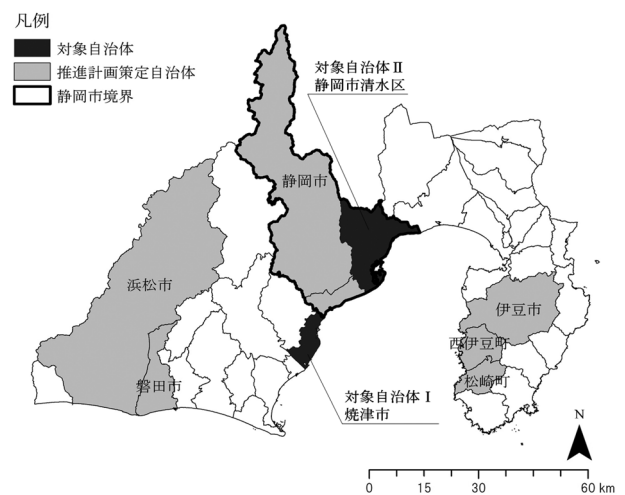 凡例
対象自治体
推進計画策定自治体
静岡市境界
対象自治体Ⅱ
静岡市清水区
静岡市
浜松市
伊豆市
西伊豆町
松崎町
磐田市
対象自治体Ⅰ
焼津市
N
0 15 30 60 km